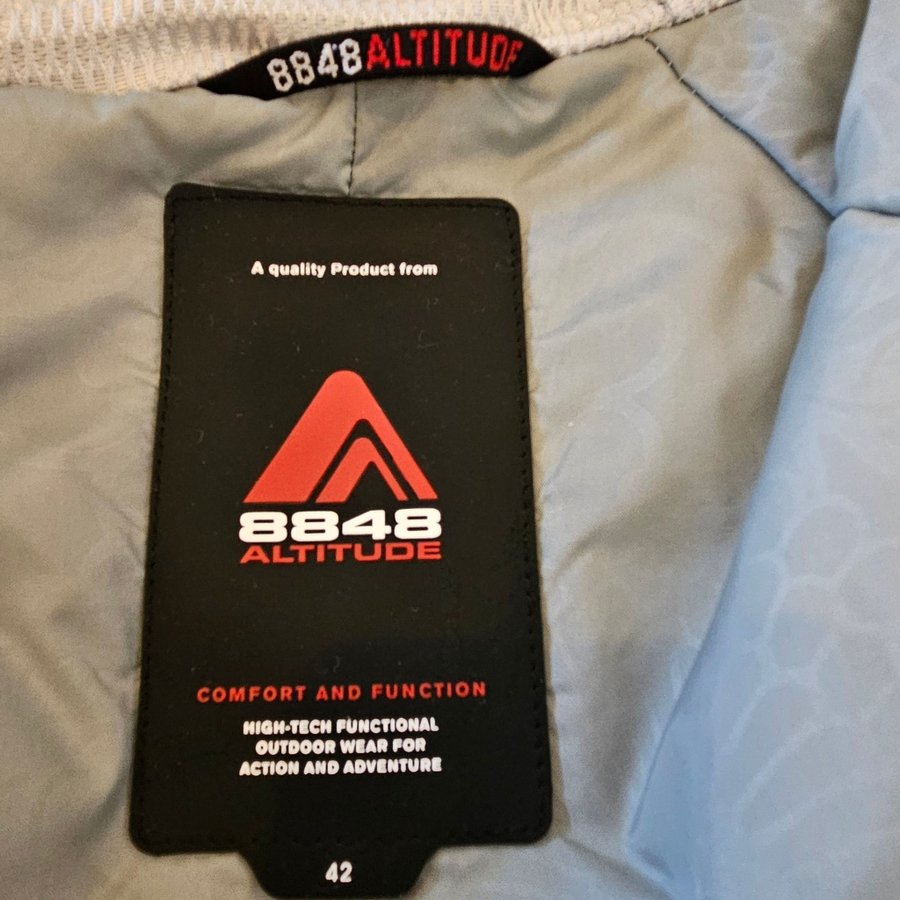 8848 ALTITUDE
A quality Product from
8848
ALTITUDE
COMFORT AND FUNCTION
HIGH-TECH FUNCTIONAL
OUTDOOR WEAR FOR
ACTION AND ADVENTURE
42